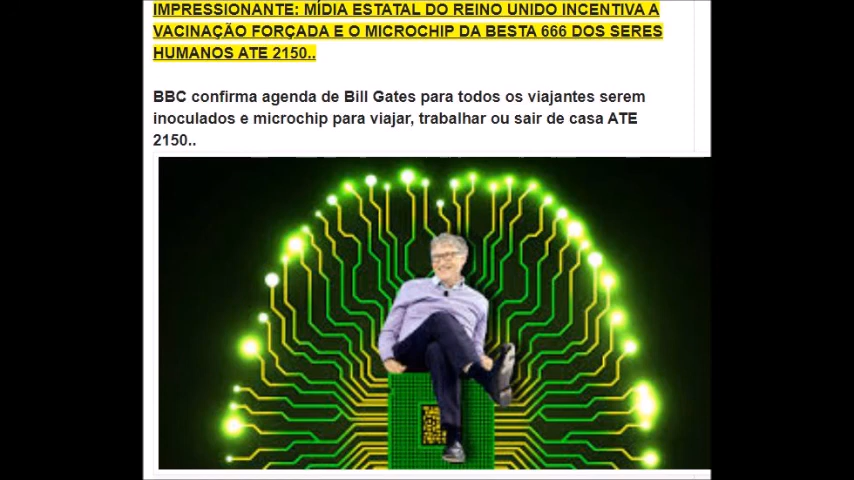 IMPRESSIONANTE: MÍDIA ESTATAL DO REINO UNIDO INCENTIVA A
VACINAÇÃO FORÇADA E O MICROCHIP DA BESTA 666 DOS SERES
HUMANOS ATE 2150..
BBC confirma agenda de Bill Gates para todos os viajantes serem
inoculados e microchip para viajar, trabalhar ou sair de casa ATE
2150..